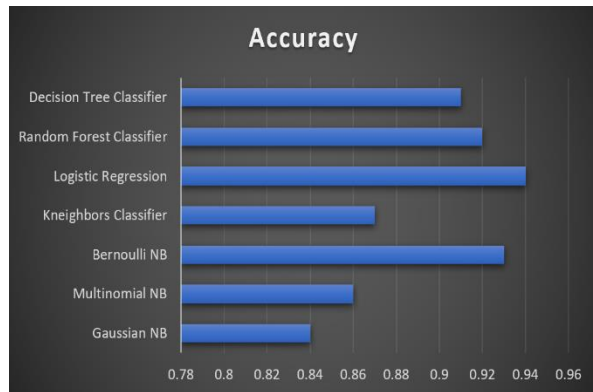 Accuracy
Decision Tree Classifier
Random Forest Classifier
Logistic Regression
Kneighbors Classifier
Bernoulli NB
Multinomial NB
Gaussian NB
0.78 0.8 0.82 0.84 0.86 0.88 0.9 0.92 0.94 0.96